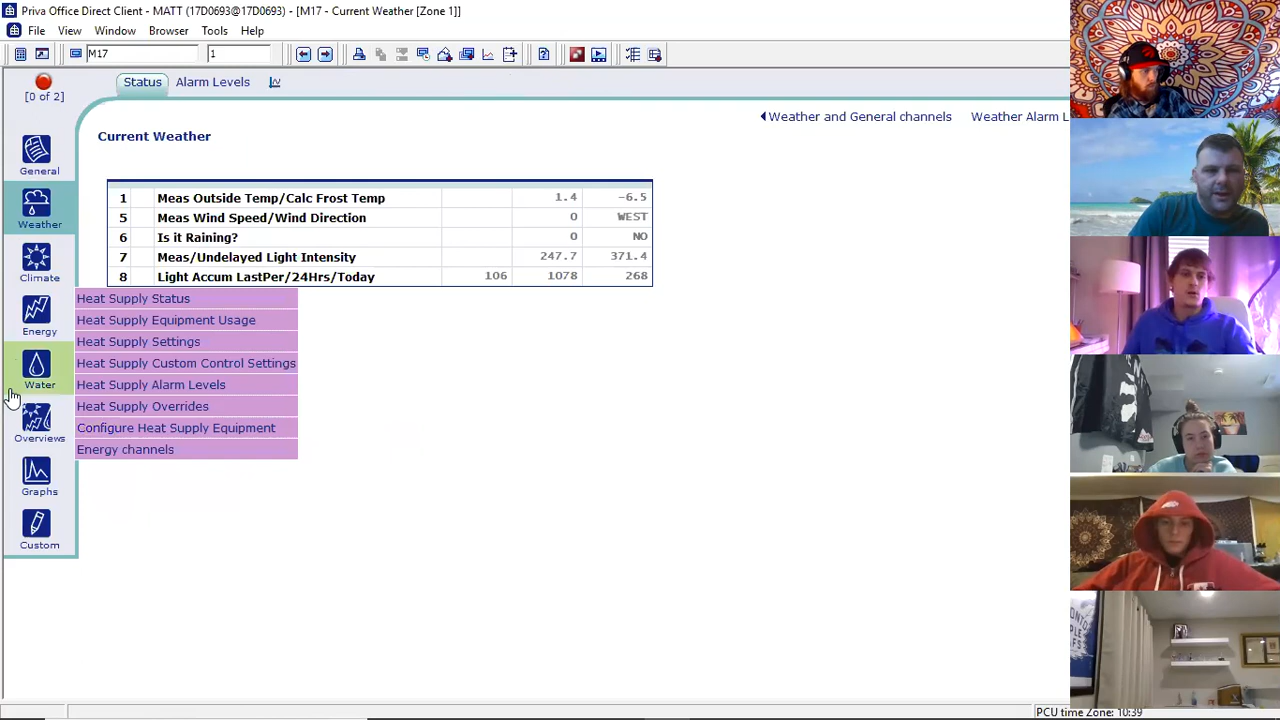 Priva Office Direct Client - MATT (17D0693@17D0693) - [M17 - Current Weather [Zone 1]]
File View Window Browser Tools Help
M17 1
[0 of 2]
Status Alarm Levels
Weather and General channels Weather Alarm L
Current Weather
General
Weather
Climate
Energy
Water
Overviews
Graphs
Custom
1 Meas Outside Temp/Calc Frost Temp 1.4 -6.5
5 Meas Wind Speed/Wind Direction 0 WEST
6 Is it Raining? 0 NO
7 Meas/Undelayed Light Intensity 247.7 371.4
8 Light Accum LastPer/24Hrs/Today 106 1078 268
Heat Supply Status
Heat Supply Equipment Usage
Heat Supply Settings
Heat Supply Custom Control Settings
Heat Supply Alarm Levels
Heat Supply Overrides
Configure Heat Supply Equipment
Energy channels
PCU time Zone: 10:39